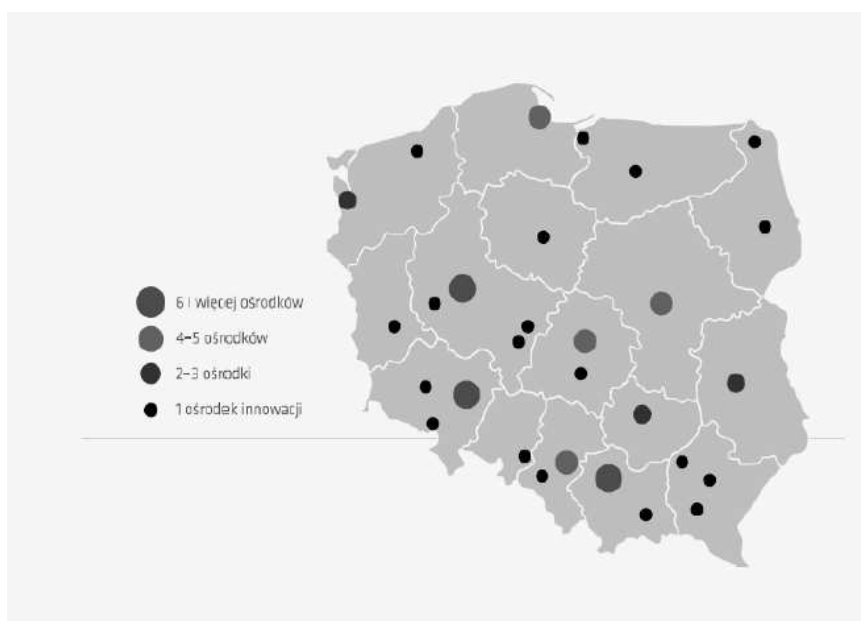 6 i więcej ośrodków
4–5 ośrodków
2–3 ośrodki
1 ośrodek innowacji